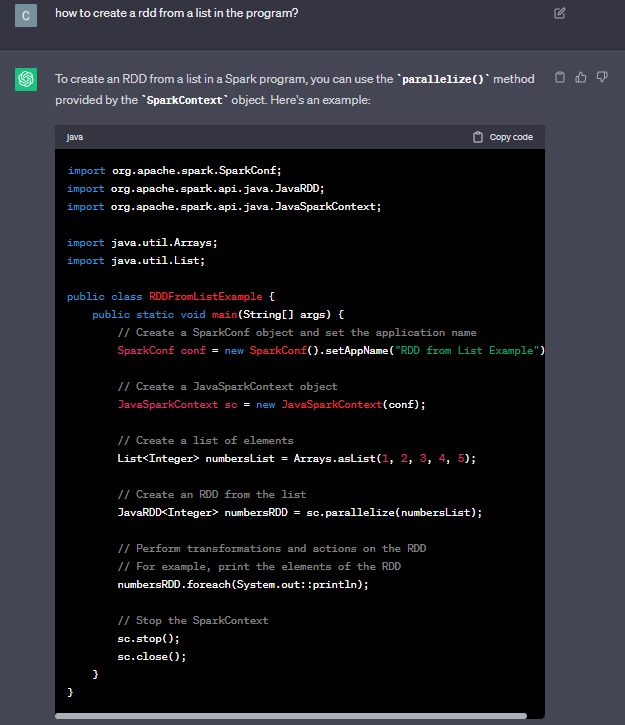 C
how to create a rdd from a list in the program?
To create an RDD from a list in a Spark program, you can use the `parallelize()` method
provided by the `SparkContext` object. Here's an example:
java
Copy code
import org.apache.spark.SparkConf;
import org.apache.spark.api.java.JavaRDD;
import org.apache.spark.api.java.JavaSparkContext;
import java.util.Arrays;
import java.util.List;
public class RDDFromListExample {
public static void main(String[] args) {
// Create a SparkConf object and set the application name
SparkConf conf = new SparkConf().setAppName("RDD from List Example")
// Create a JavaSparkContext object
JavaSparkContext sc = new JavaSparkContext(conf);
// Create a list of elements
List<Integer> numbersList = Arrays.asList(1, 2, 3, 4, 5);
// Create an RDD from the list
JavaRDD<Integer> numbersRDD = sc.parallelize(numbersList);
// Perform transformations and actions on the RDD
// For example, print the elements of the RDD
numbersRDD.foreach(System.out::println);
// Stop the SparkContext
sc.stop();
sc.close();
}
}